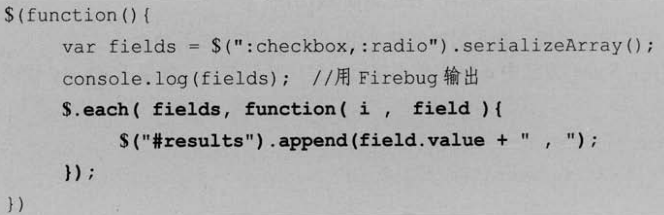 $(function(){
var fields = $(":checkbox,:radio").serializeArray();
console.log(fields); //用 Firebug 输出
$.each( fields, function( i , field ){
$("#results").append(field.value + " , ");
});
})